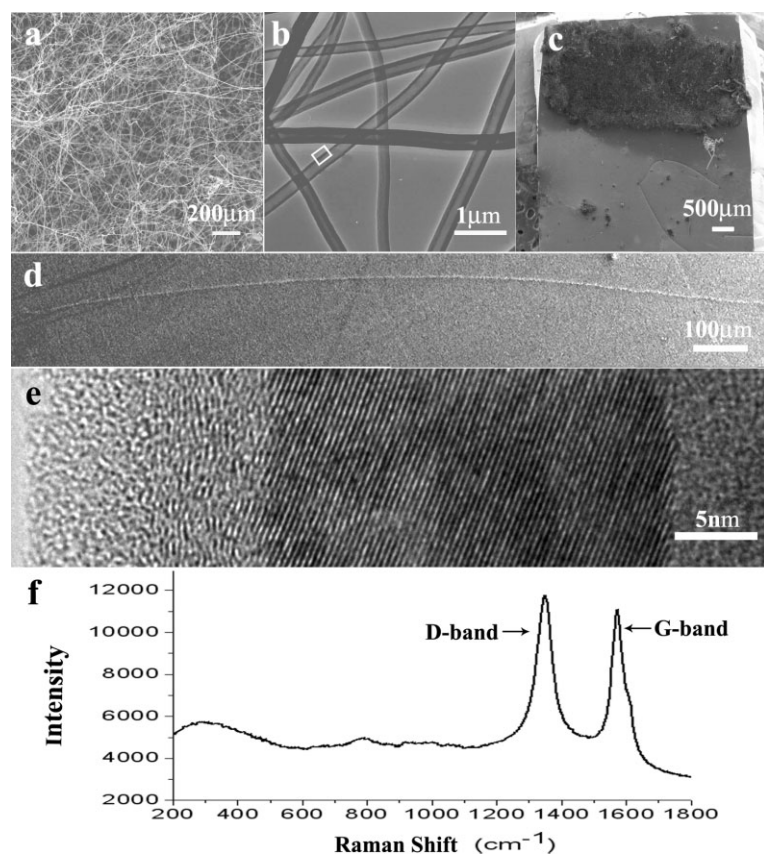 a
200μm
b
1μm
c
500μm
d
100μm
e
5nm
f
Intensity
12000
10000
8000
6000
4000
2000
D-band
G-band
200 400 600 800 1000 1200 1400 1600 1800
Raman Shift (cm⁻¹)